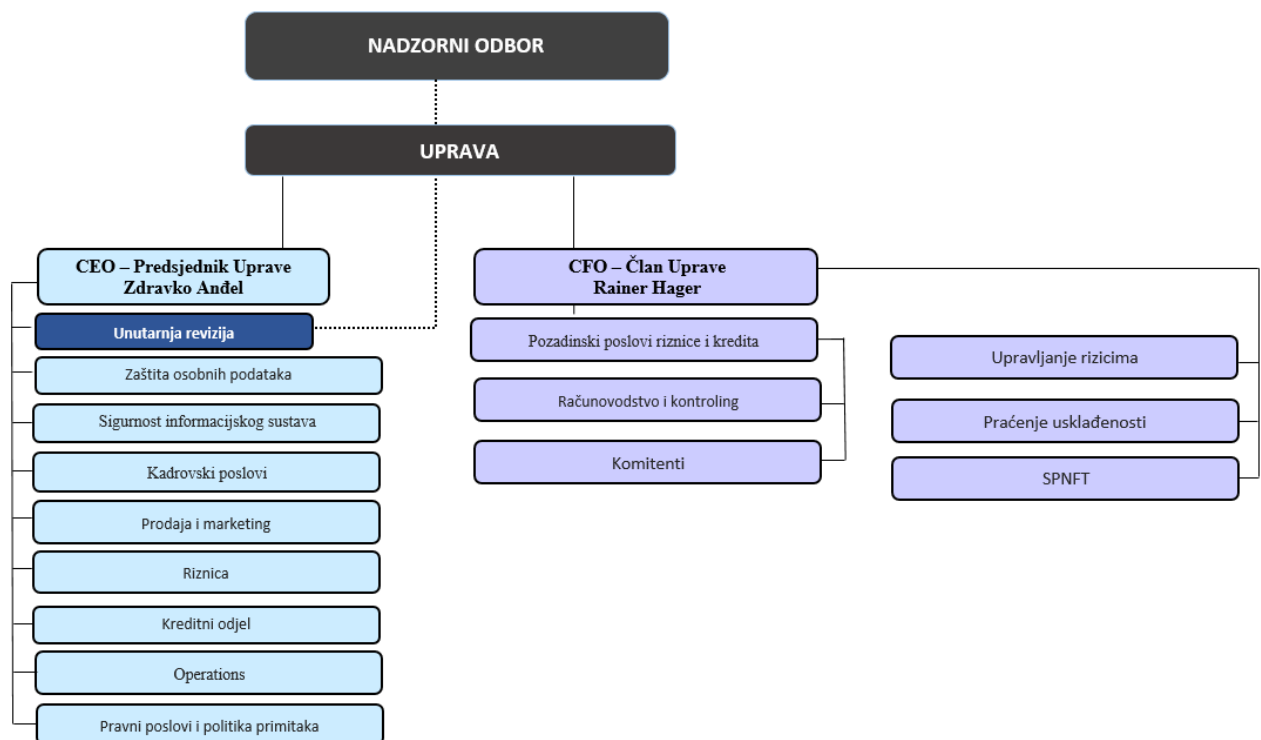 NADZORNI ODBOR
UPRAVA
CEO – Predsjednik Uprave
Zdravko Anđel
Unutarnja revizija
Zaštita osobnih podataka
Sigurnost informacijskog sustava
Kadrovski poslovi
Prodaja i marketing
Riznica
Kreditni odjel
Operations
Pravni poslovi i politika primitaka
CFO – Član Uprave
Rainer Hager
Pozadinski poslovi riznice i kredita
Računovodstvo i kontroling
Komitenti
Upravljanje rizicima
Praćenje usklađenosti
SPNFT